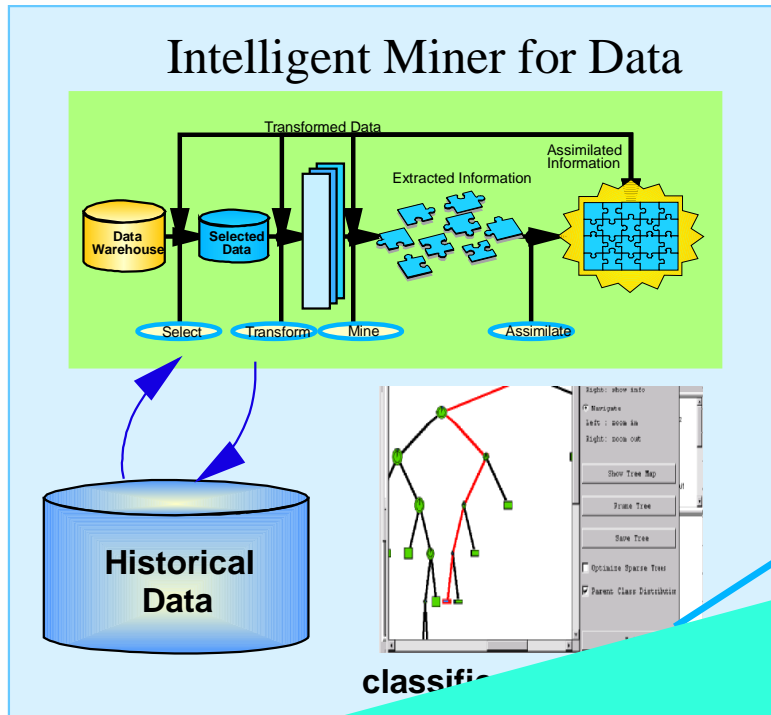 Intelligent Miner for Data
Transformed Data
Assimilated
Information
Extracted Information
Data
Warehouse
Selected
Data
Select
Transform
Mine
Assimilate
Historical
Data
Right: show info
Navigate
Left : zoom in
Right: zoom out
Show Tree Map
Prune Tree
Save Tree
Optimize Sparse Trees
Parent Class Distributio